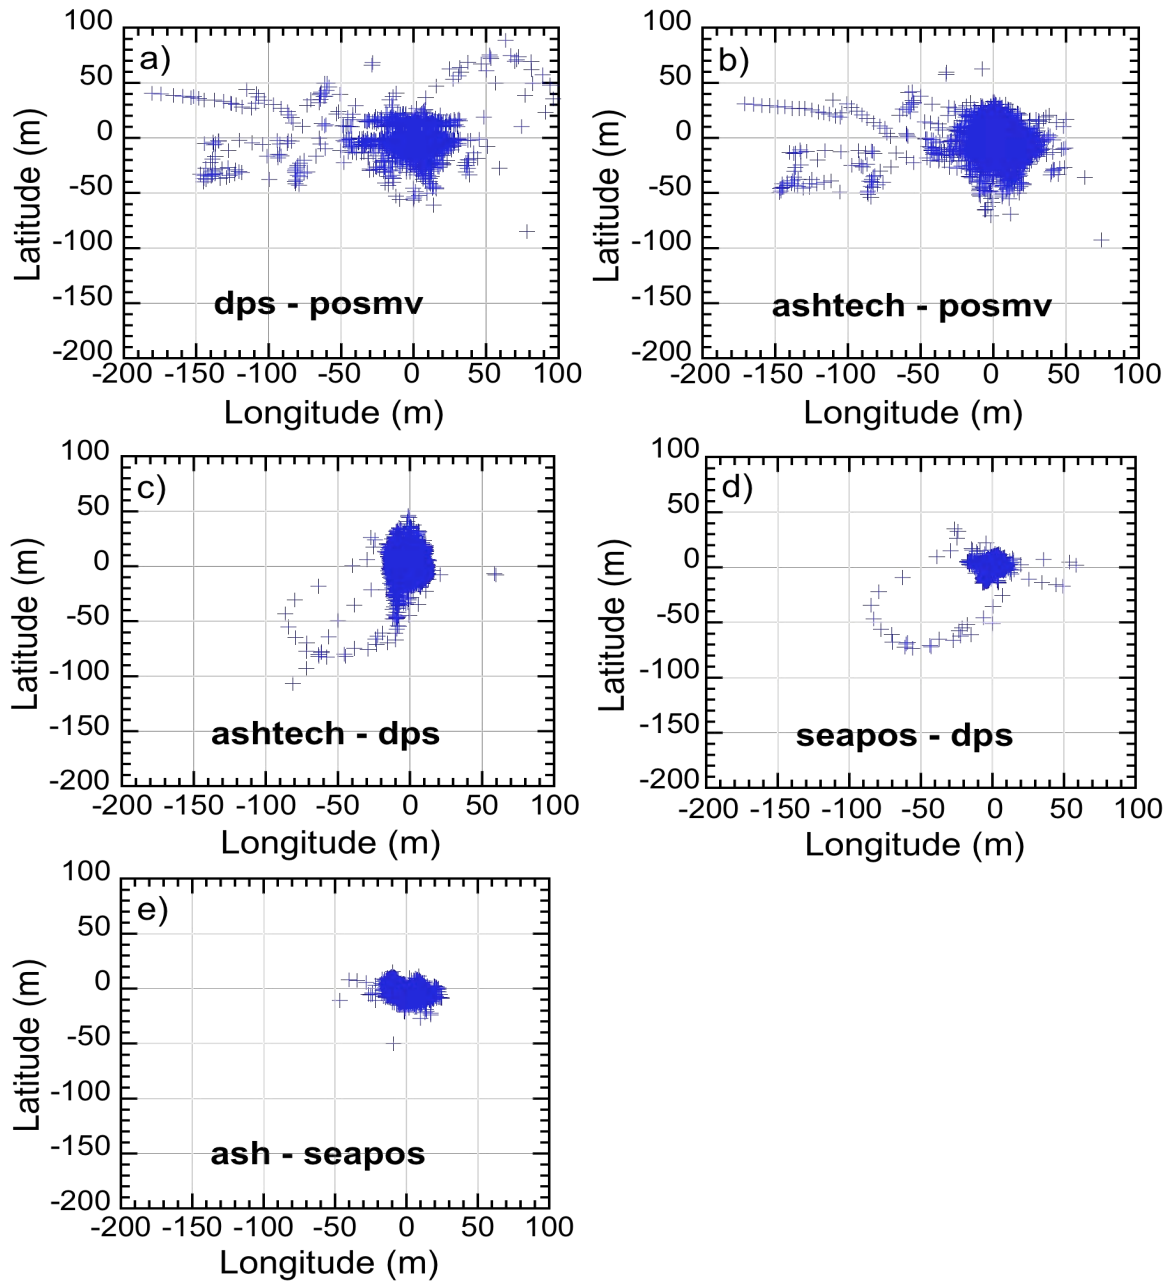 a)
100
50
0
-50
-100
-150
-200
Latitude (m)
dps - posmv
-200 -150 -100 -50 0 50 100
Longitude (m)
b)
100
50
0
-50
-100
-150
-200
Latitude (m)
ashtech - posmv
-200 -150 -100 -50 0 50 100
Longitude (m)
c)
100
50
0
-50
-100
-150
-200
Latitude (m)
ashtech - dps
-200 -150 -100 -50 0 50 100
Longitude (m)
d)
100
50
0
-50
-100
-150
-200
Latitude (m)
seapos - dps
-200 -150 -100 -50 0 50 100
Longitude (m)
e)
100
50
0
-50
-100
-150
-200
Latitude (m)
ash - seapos
-200 -150 -100 -50 0 50 100
Longitude (m)